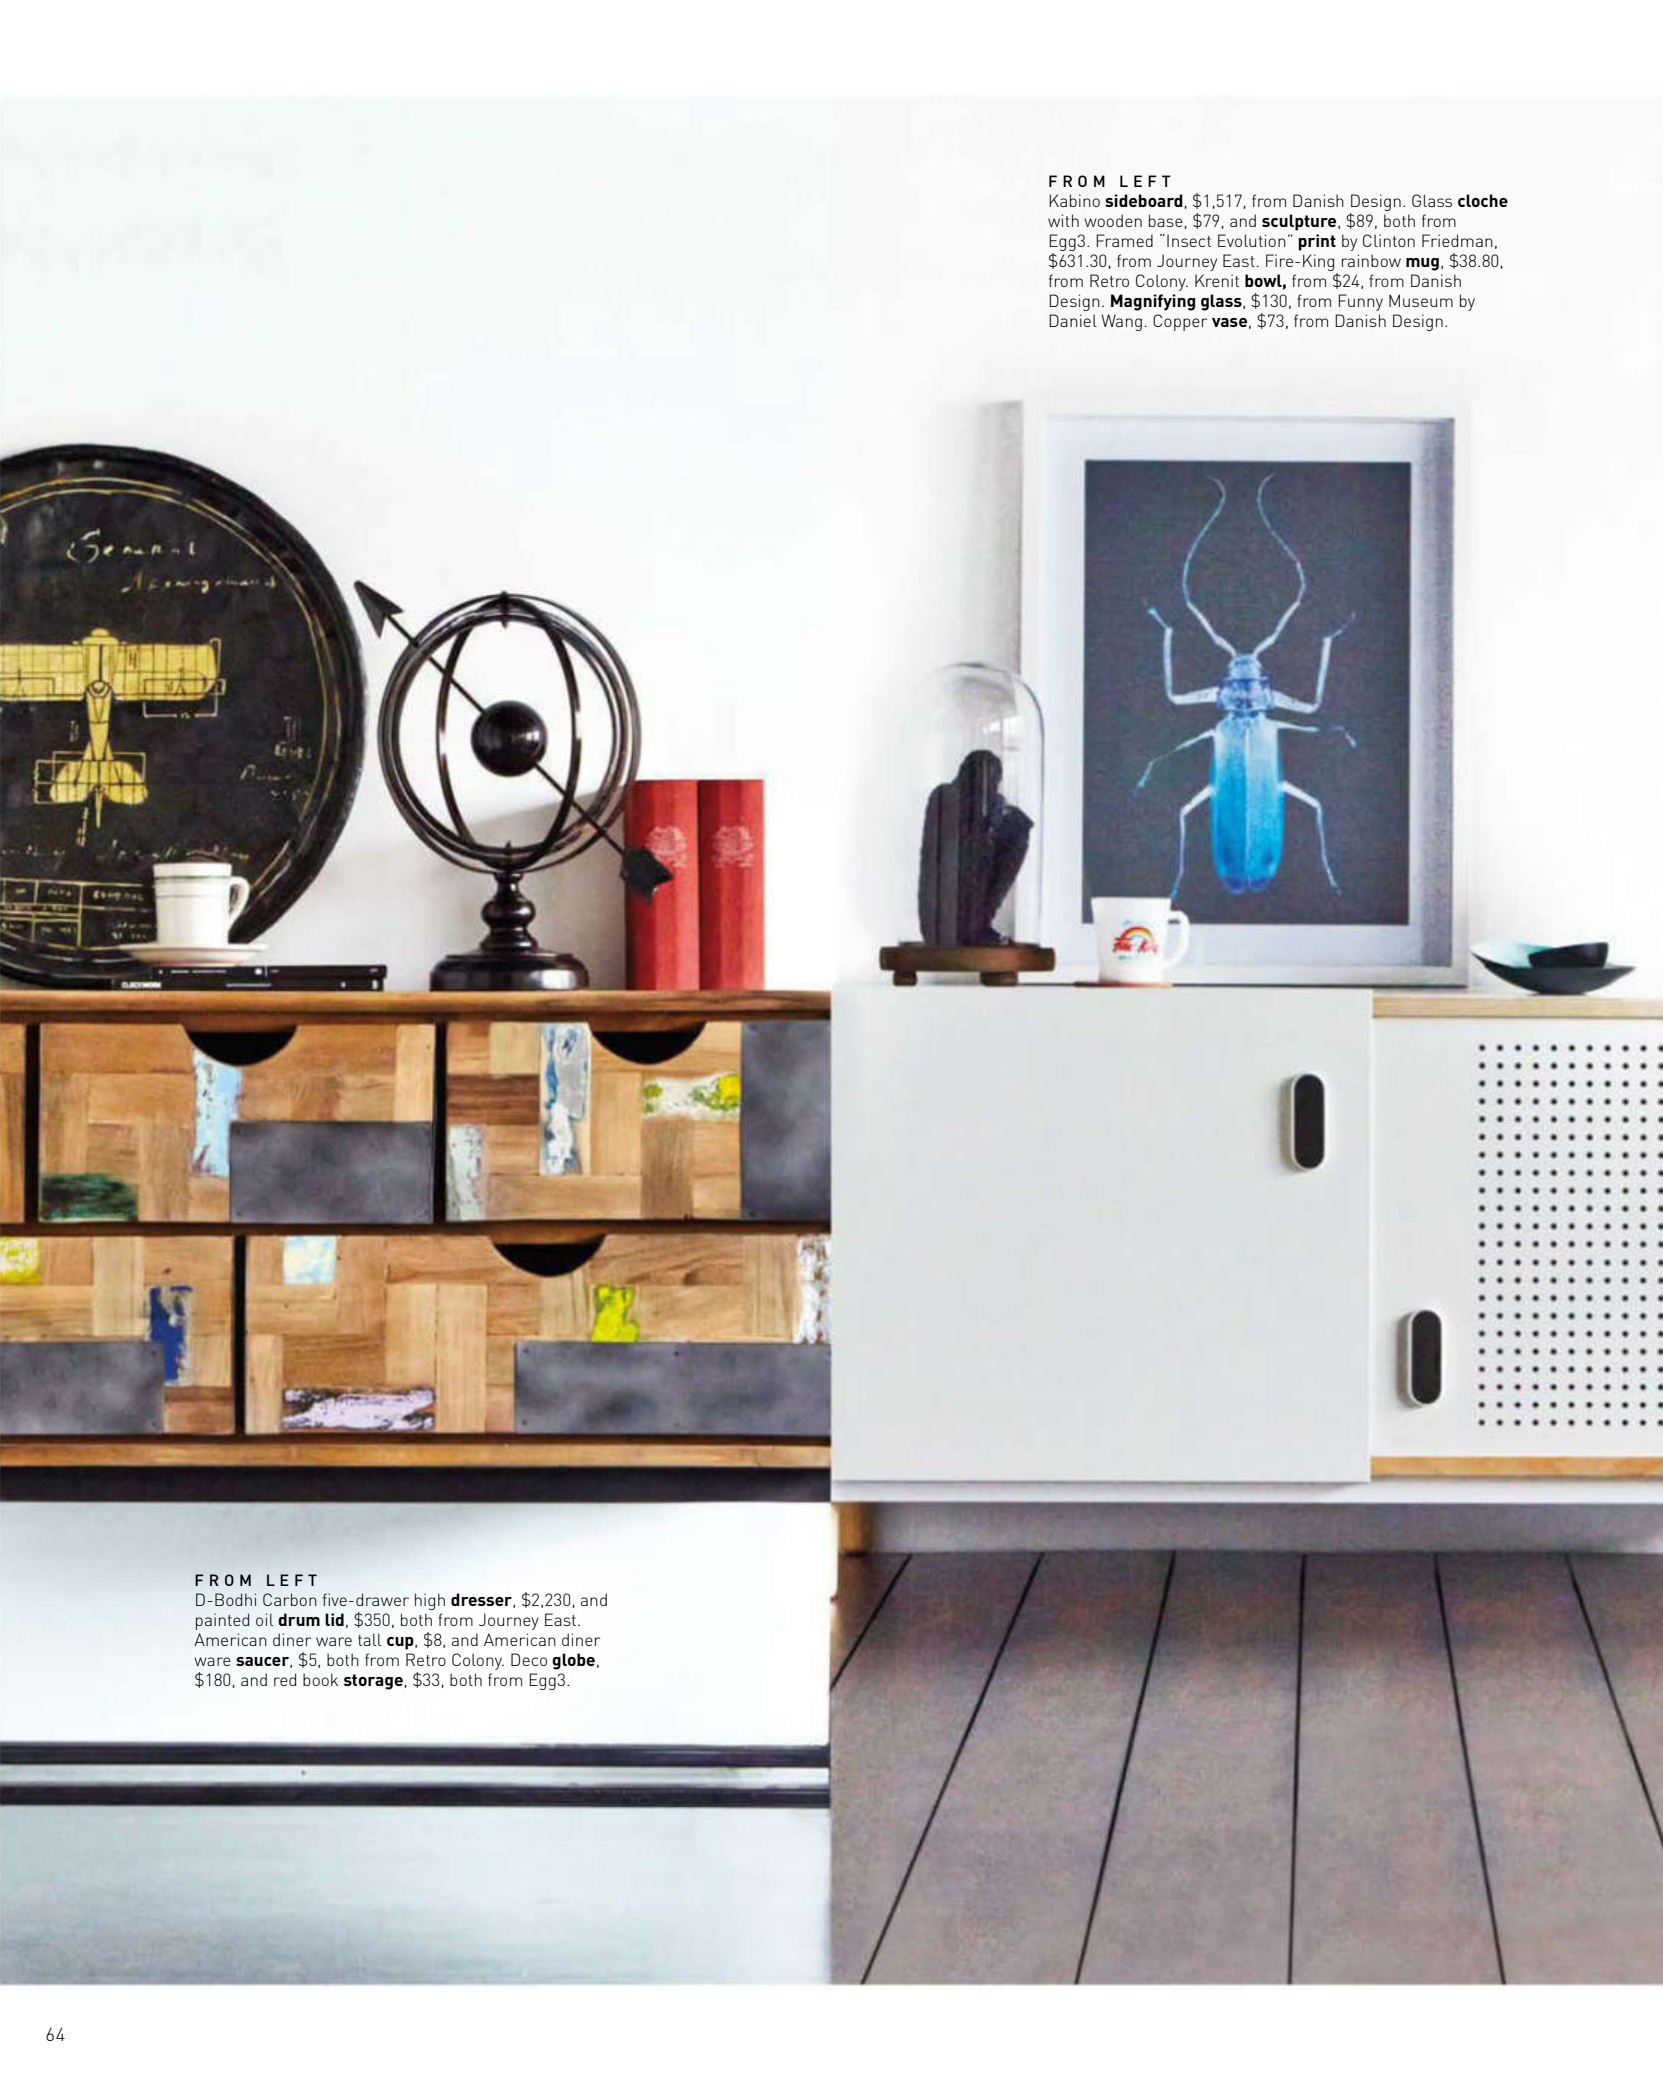 FROM LEFT
Kabino sideboard, $1,517, from Danish Design. Glass cloche
with wooden base, $79, and sculpture, $89, both from
Egg3. Framed “Insect Evolution” print by Clinton Friedman,
$631.30, from Journey East. Fire-King rainbow mug, $38.80,
from Retro Colony. Krenit bowl, from $24, from Danish
Design. Magnifying glass, $130, from Funny Museum by
Daniel Wang. Copper vase, $73, from Danish Design.
General
CLOCKWORK
FROM LEFT
D-Bodhi Carbon five-drawer high dresser, $2,230, and
painted oil drum lid, $350, both from Journey East.
American diner ware tall cup, $8, and American diner
ware saucer, $5, both from Retro Colony. Deco globe,
$180, and red book storage, $33, both from Egg3.
64